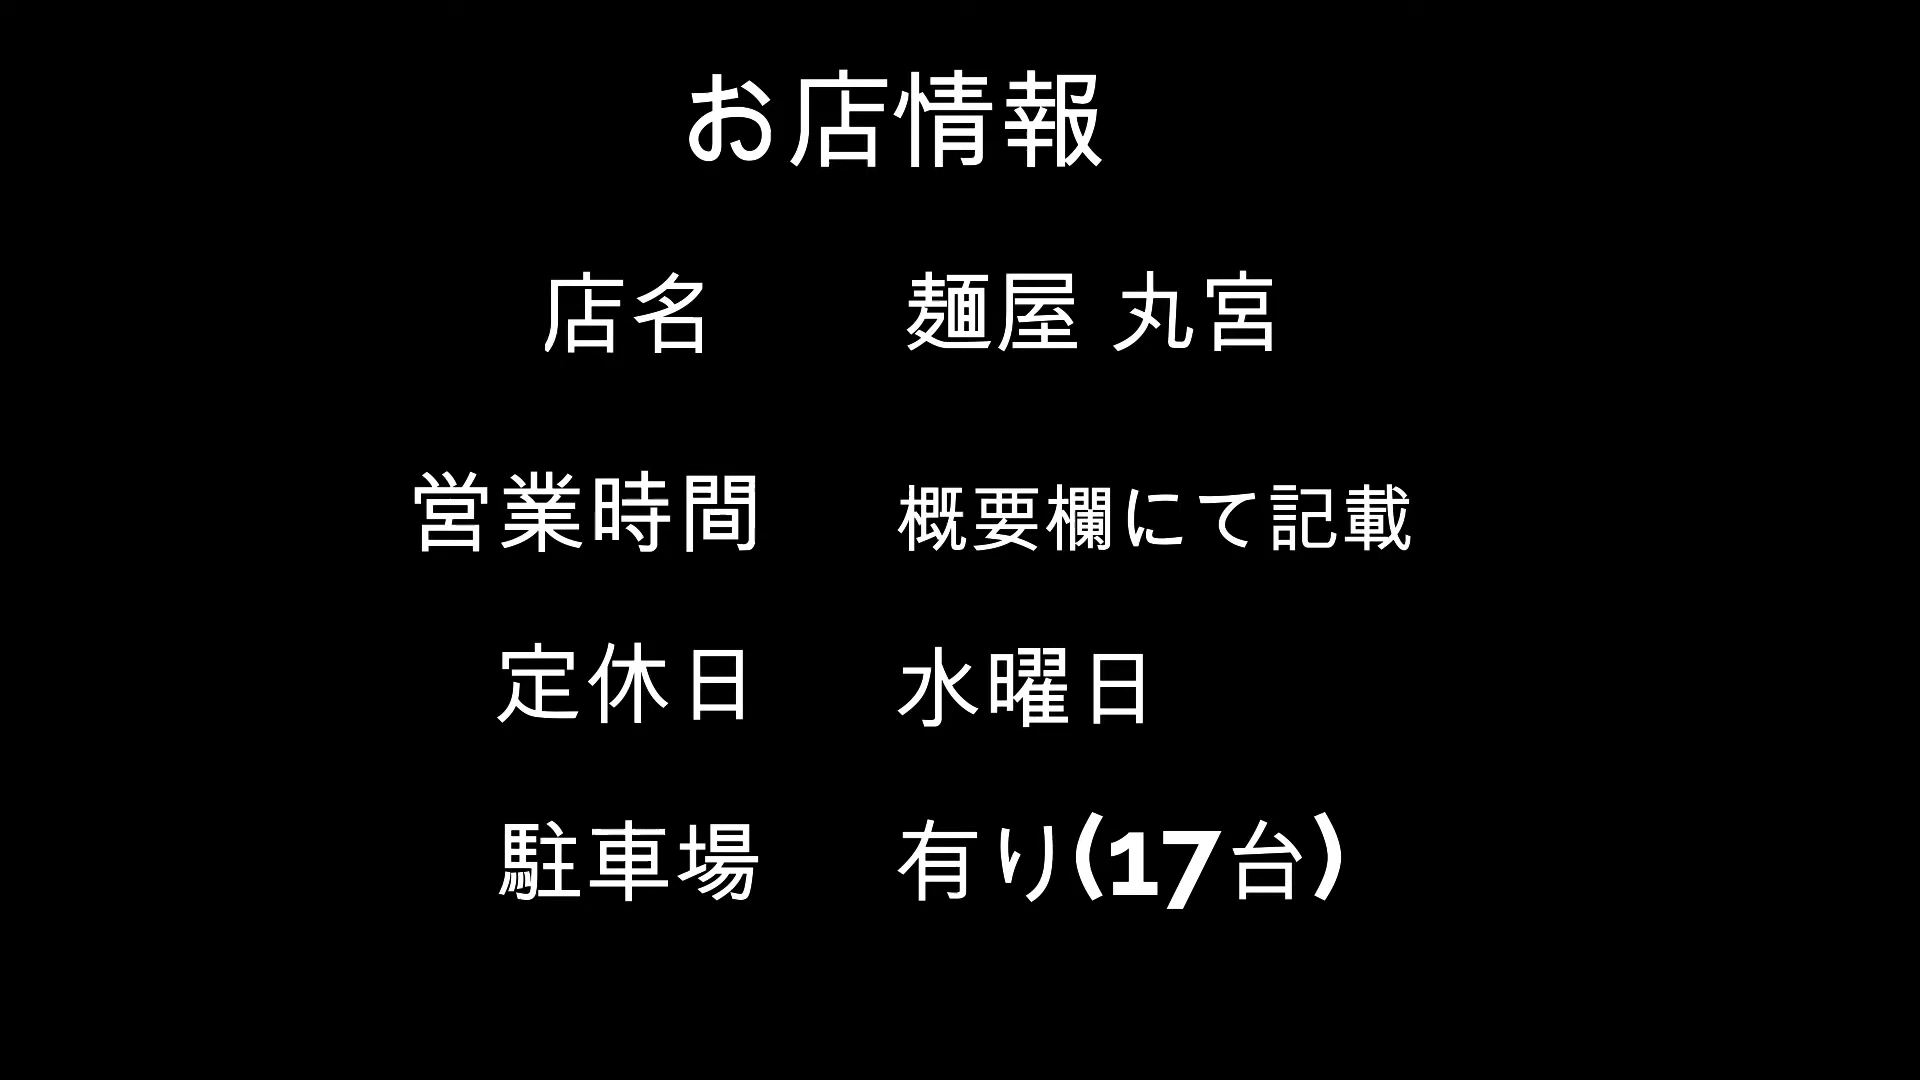 お店情報
店名 麺屋 丸宮
営業時間 概要欄にて記載
定休日 水曜日
駐車場 有り(17台)